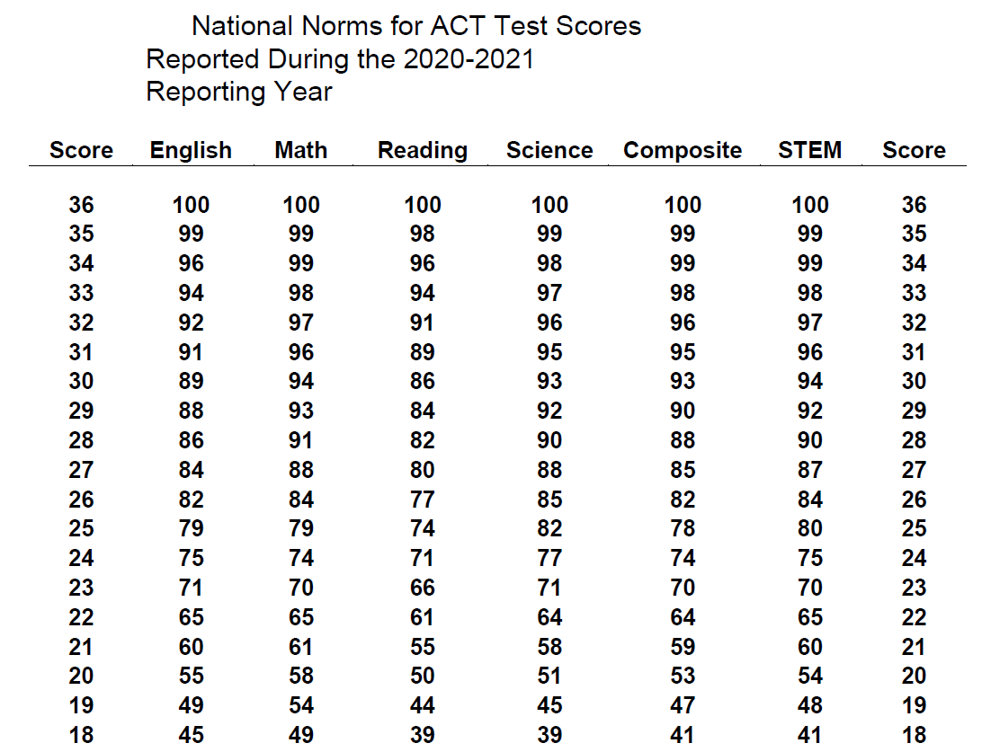 National Norms for ACT Test Scores
Reported During the 2020-2021
Reporting Year
Score English Math Reading Science Composite STEM Score
36 100 100 100 100 100 100 36
35 99 99 98 99 99 99 35
34 96 99 96 98 99 99 34
33 94 98 94 97 98 98 33
32 92 97 91 96 96 97 32
31 91 96 89 95 95 96 31
30 89 94 86 93 93 94 30
29 88 93 84 92 90 92 29
28 86 91 82 90 88 90 28
27 84 88 80 88 85 87 27
26 82 84 77 85 82 84 26
25 79 79 74 82 78 80 25
24 75 74 71 77 74 75 24
23 71 70 66 71 70 70 23
22 65 65 61 64 64 65 22
21 60 61 55 58 59 60 21
20 55 58 50 51 53 54 20
19 49 54 44 45 47 48 19
18 45 49 39 39 41 41 18